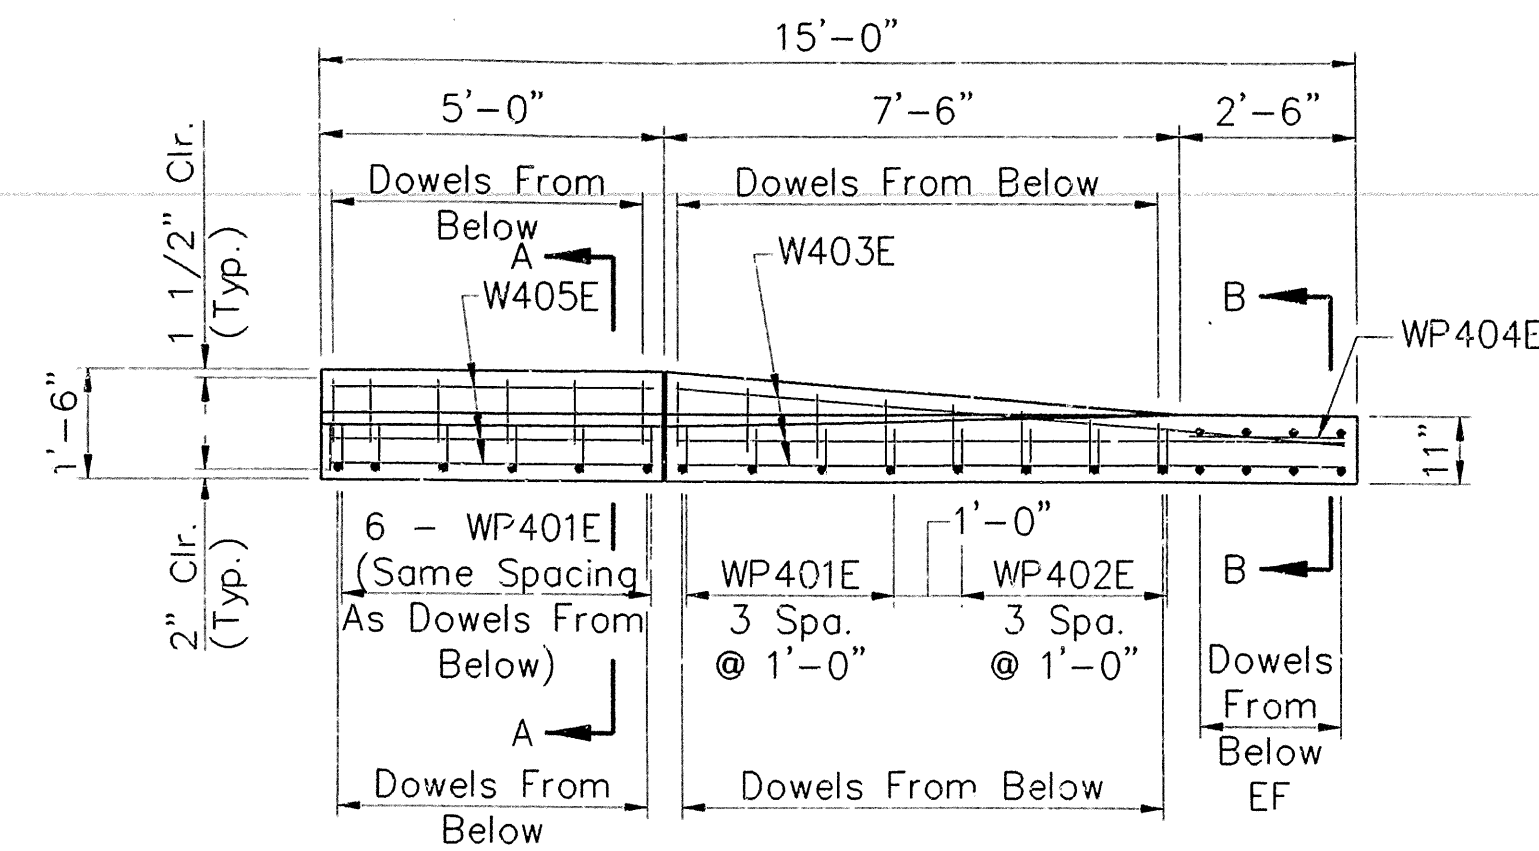 15'-0"
5'-0"
7'-6"
2'-6"
1 1/2" Clr.
(Typ.)
Dowels From
Below
Dowels From Below
A
W403E
W405E
B
WP404E
1'-6"
11"
2" Clr.
(Typ.)
6 - WP401E
(Same Spacing
As Dowels From
Below)
1'-0"
WP401E
3 Spa.
@ 1'-0"
WP402E
3 Spa.
@ 1'-0"
B
Dowels
From
Below
EF
A
Dowels From
Below
Dowels From Below